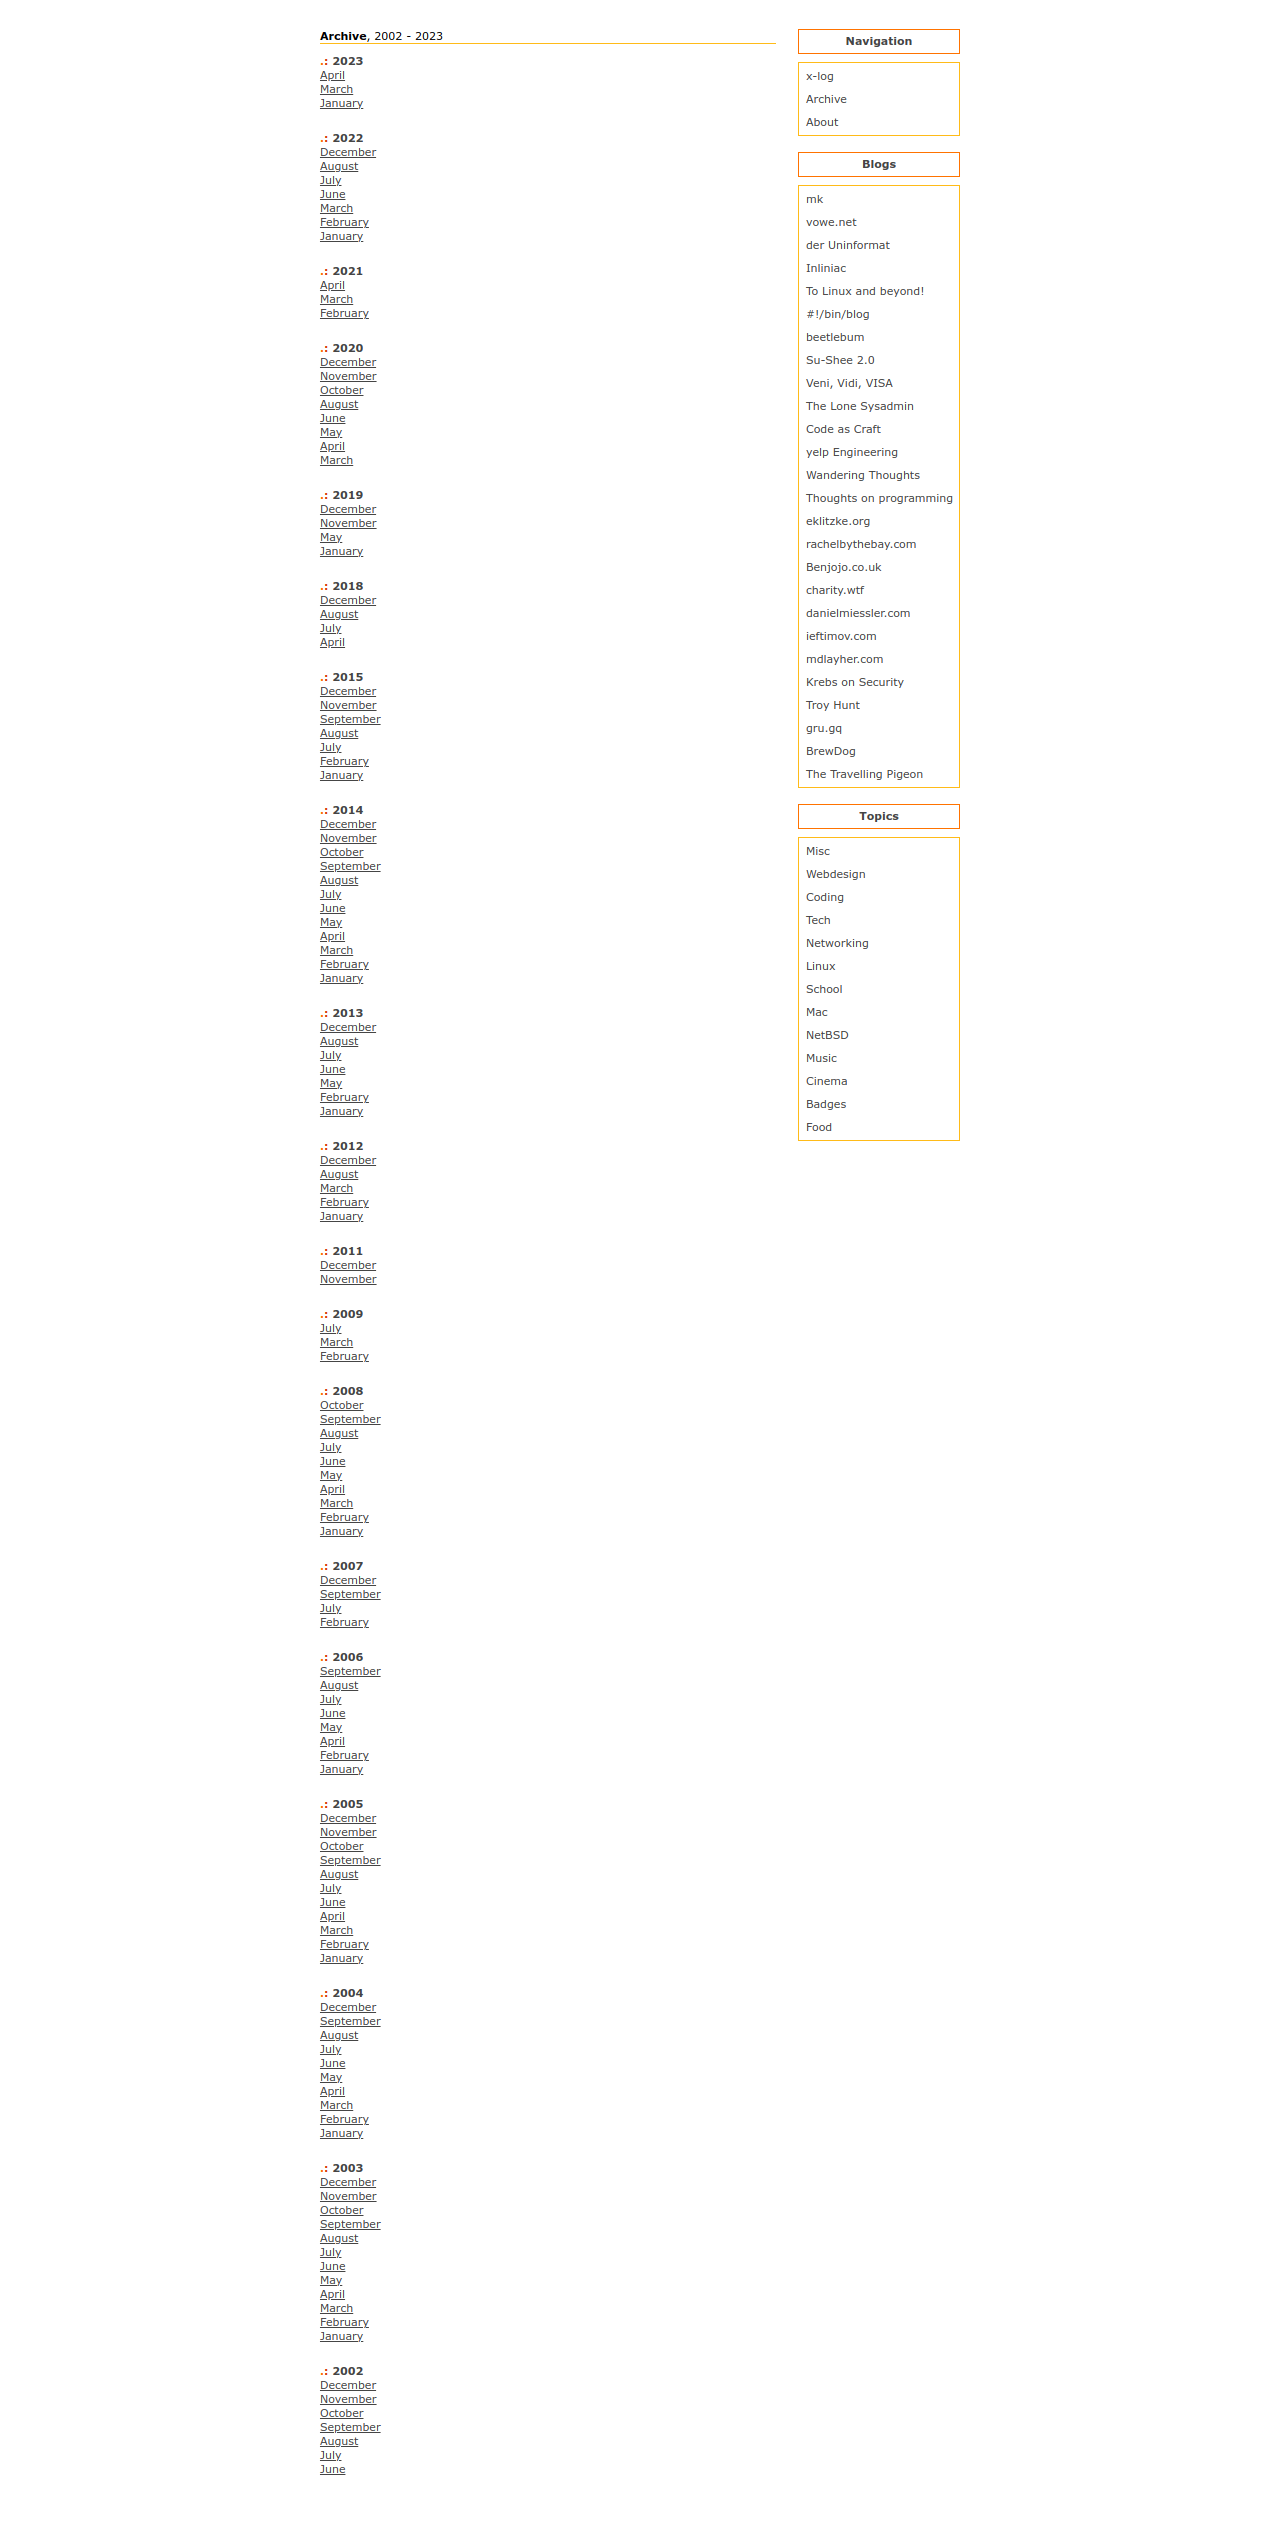 Archive, 2002 - 2023
.: 2023
April
March
January
.: 2022
December
August
July
June
March
February
January
.: 2021
April
March
February
.: 2020
December
November
October
August
June
May
April
March
.: 2019
December
November
May
January
.: 2018
December
August
July
April
.: 2015
December
November
September
August
July
February
January
.: 2014
December
November
October
September
August
July
June
May
April
March
February
January
.: 2013
December
August
July
June
May
February
January
.: 2012
December
August
March
February
January
.: 2011
December
November
.: 2009
July
March
February
.: 2008
October
September
August
July
June
May
April
March
February
January
.: 2007
December
September
July
February
.: 2006
September
August
July
June
May
April
February
January
.: 2005
December
November
October
September
August
July
June
April
March
February
January
.: 2004
December
September
August
July
June
May
April
March
February
January
.: 2003
December
November
October
September
August
July
June
May
April
March
February
January
.: 2002
December
November
October
September
August
July
June
Navigation
x-log
Archive
About
Blogs
mk
vowe.net
der Uninformat
Inliniac
To Linux and beyond!
#!/bin/blog
beetlebum
Su-Shee 2.0
Veni, Vidi, VISA
The Lone Sysadmin
Code as Craft
yelp Engineering
Wandering Thoughts
Thoughts on programming
eklitzke.org
rachelbythebay.com
Benjojo.co.uk
charity.wtf
danielmiessler.com
ieftimov.com
mdlayher.com
Krebs on Security
Troy Hunt
gru.gq
BrewDog
The Travelling Pigeon
Topics
Misc
Webdesign
Coding
Tech
Networking
Linux
School
Mac
NetBSD
Music
Cinema
Badges
Food